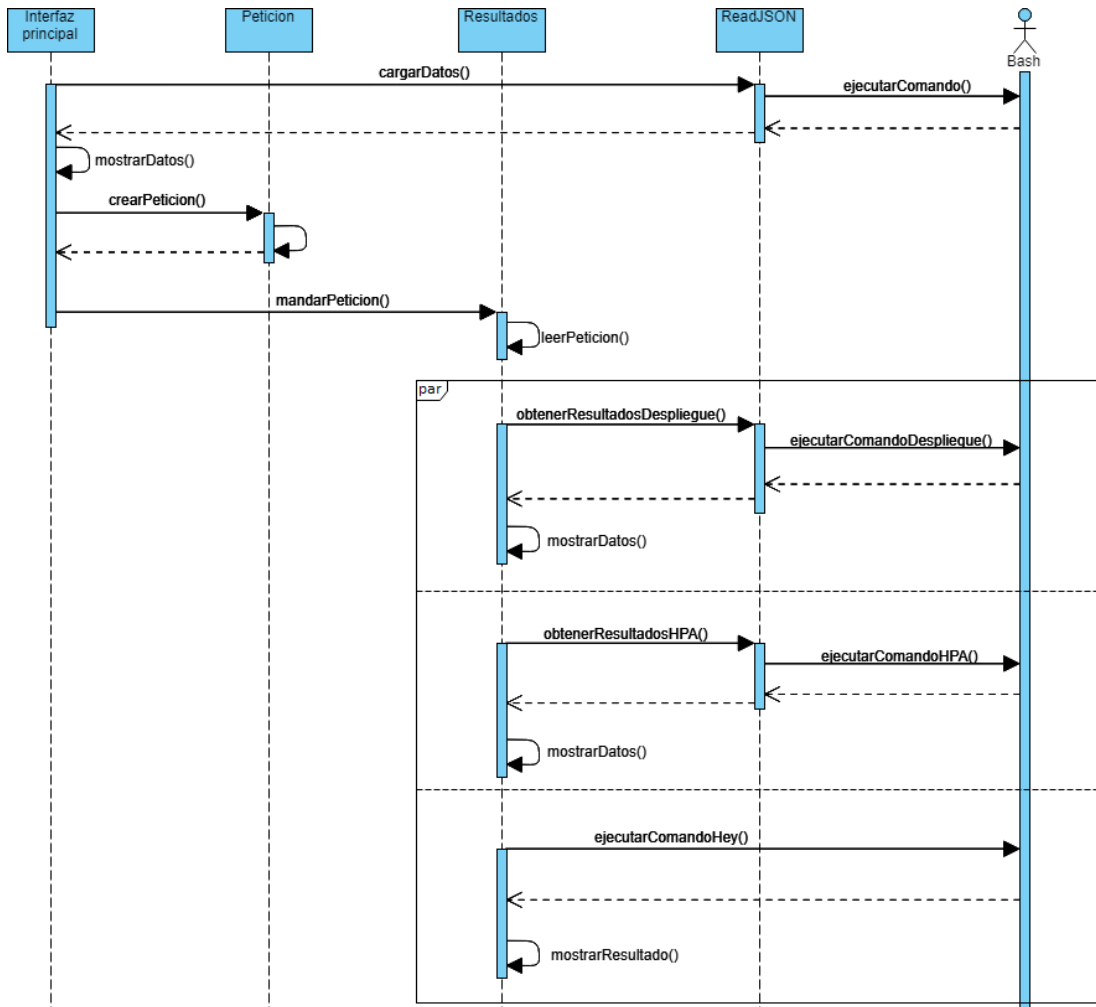 Interfaz
principal
Peticion
Resultados
ReadJSON
Bash
cargarDatos()
ejecutarComando()
mostrarDatos()
crearPeticion()
mandarPeticion()
leerPeticion()
par
obtenerResultadosDespliegue()
ejecutarComandoDespliegue()
mostrarDatos()
obtenerResultadosHPA()
ejecutarComandoHPA()
mostrarDatos()
ejecutarComandoHey()
mostrarResultado()